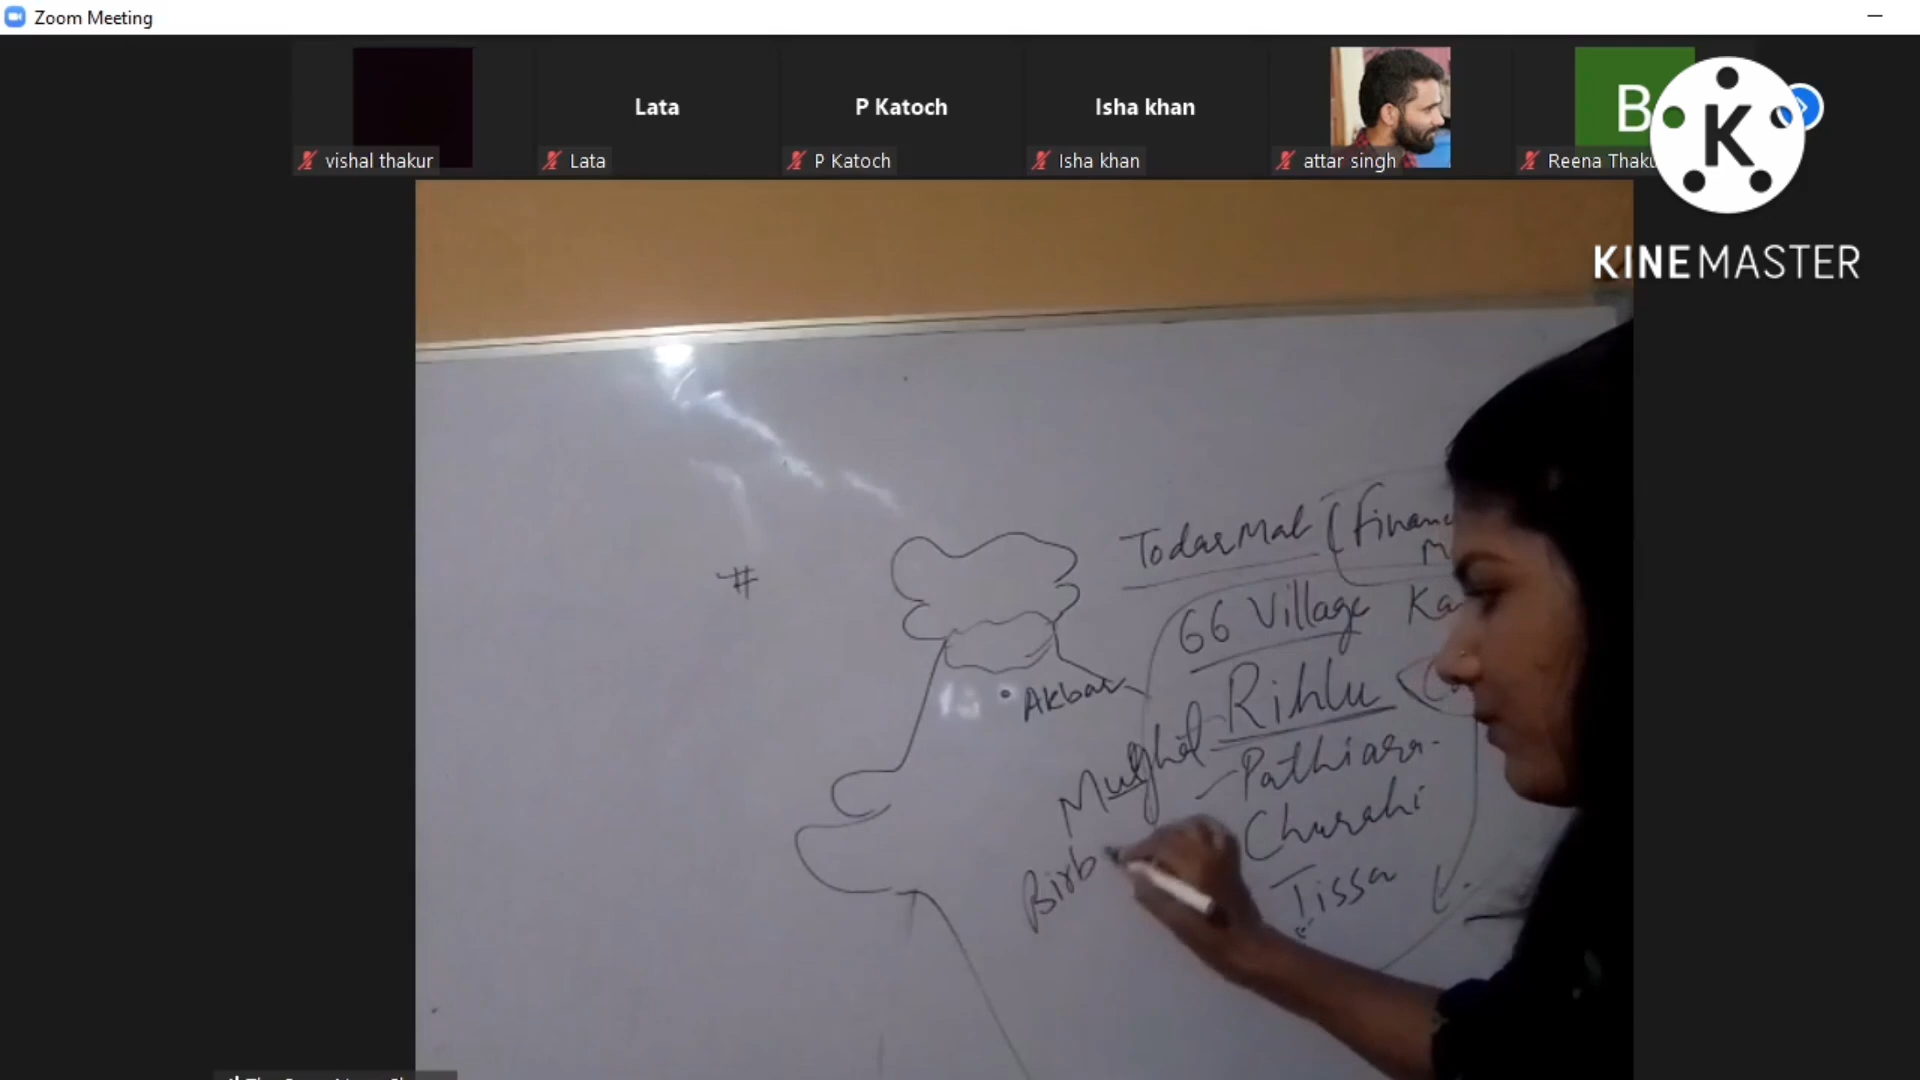 Zoom Meeting
Lata
P Katoch
Isha khan
B
vishal thakur
Lata
P Katoch
Isha khan
attar singh
Reena Thaku
K
KINEMASTER
Todarmal (Financ
M
66 Village Ka
Akbar
Rihlu
Mughal
Pathiar
Churahi
Birb
Tissa
#